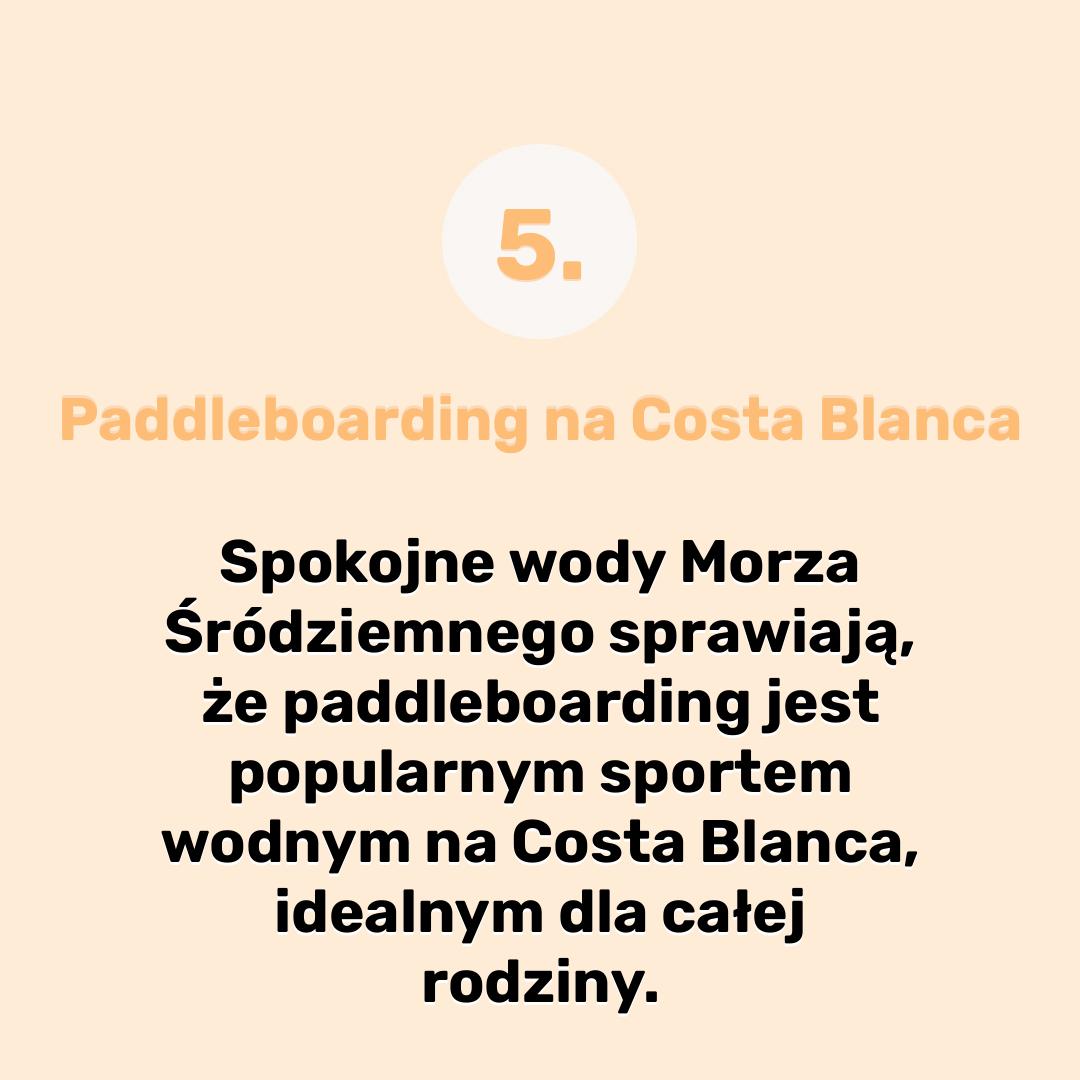 5.
Paddleboarding na Costa Blanca
Spokojne wody Morza
Śródziemnego sprawiają,
że paddleboarding jest
popularnym sportem
wodnym na Costa Blanca,
idealnym dla całej
rodziny.